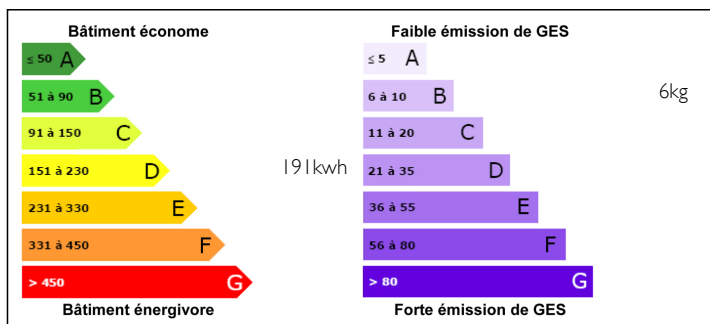 Bâtiment économe
≤ 50 A
51 à 90 B
91 à 150 C
151 à 230 D
191kwh
231 à 330 E
331 à 450 F
> 450 G
Bâtiment énergivore
Faible émission de GES
≤ 5 A
6 à 10 B
6kg
11 à 20 C
21 à 35 D
36 à 55 E
56 à 80 F
> 80 G
Forte émission de GES